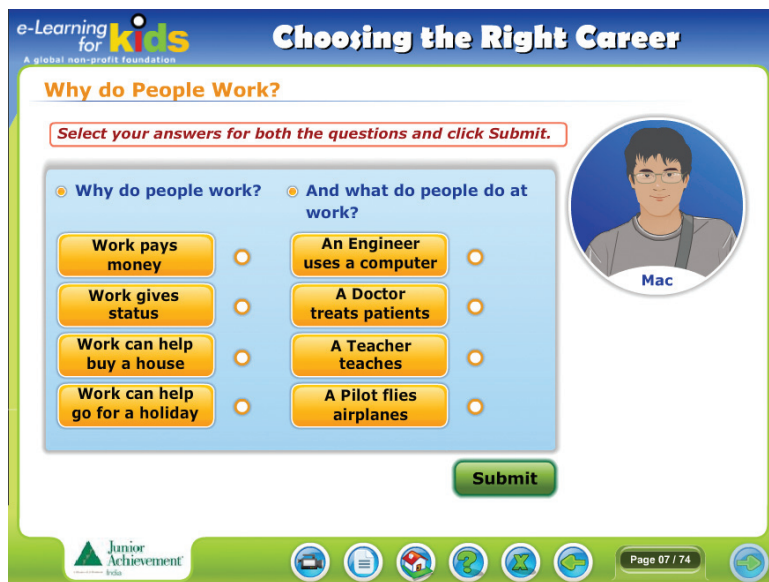 e-Learning
for kids
A global non-profit foundation
Choosing the Right Career
Why do People Work?
Select your answers for both the questions and click Submit.
Why do people work?
And what do people do at
work?
Work pays
money
An Engineer
uses a computer
Work gives
status
A Doctor
treats patients
Work can help
buy a house
A Teacher
teaches
Work can help
go for a holiday
A Pilot flies
airplanes
Mac
Submit
Junior
Achievement
India
Page 07 / 74